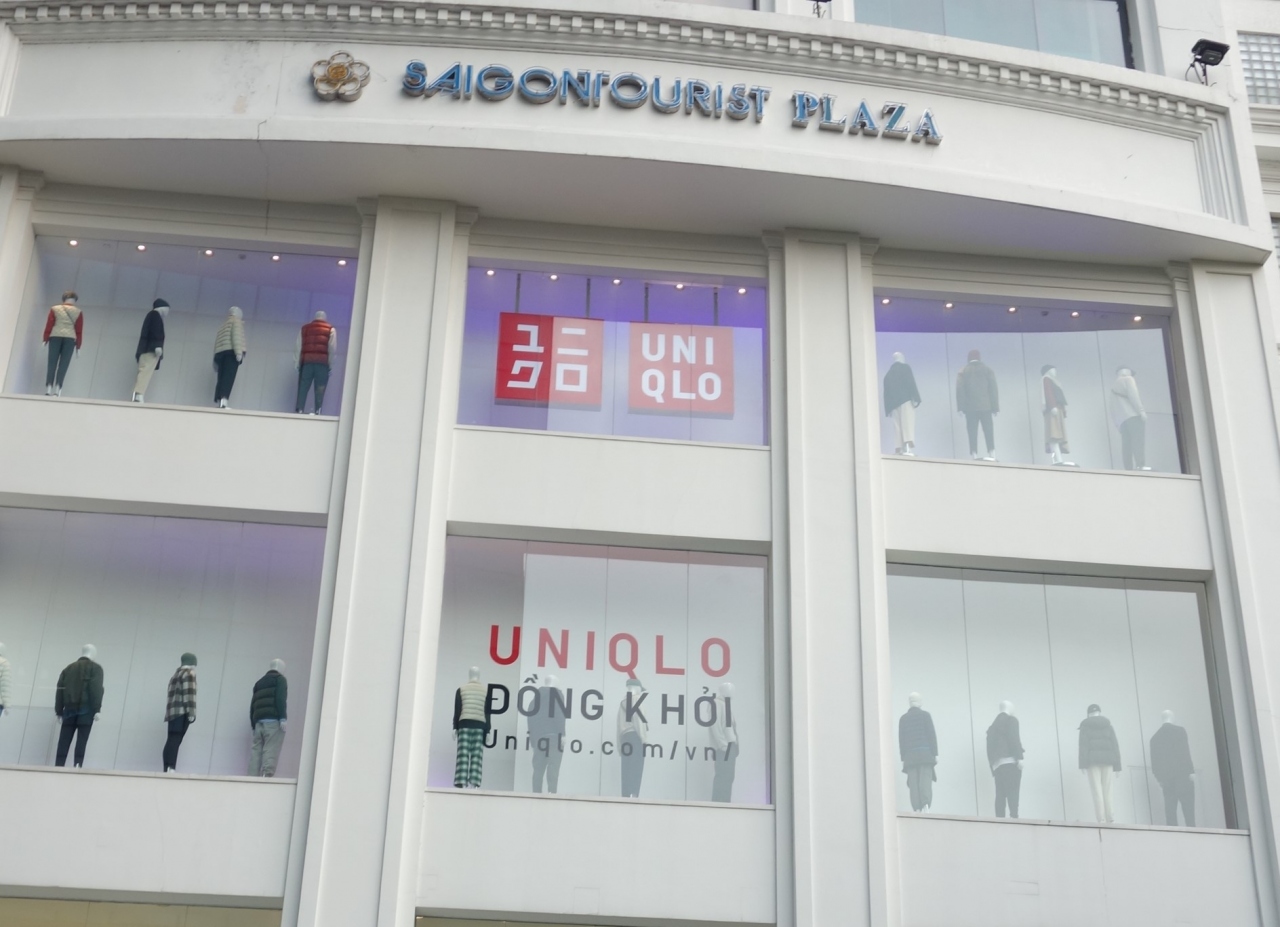 SAIGONTOURIST PLAZA
ユニ
クロ
UNI
QLO
UNIQLO
ĐỒNG KHỞI
Uniqlo.com/vn/